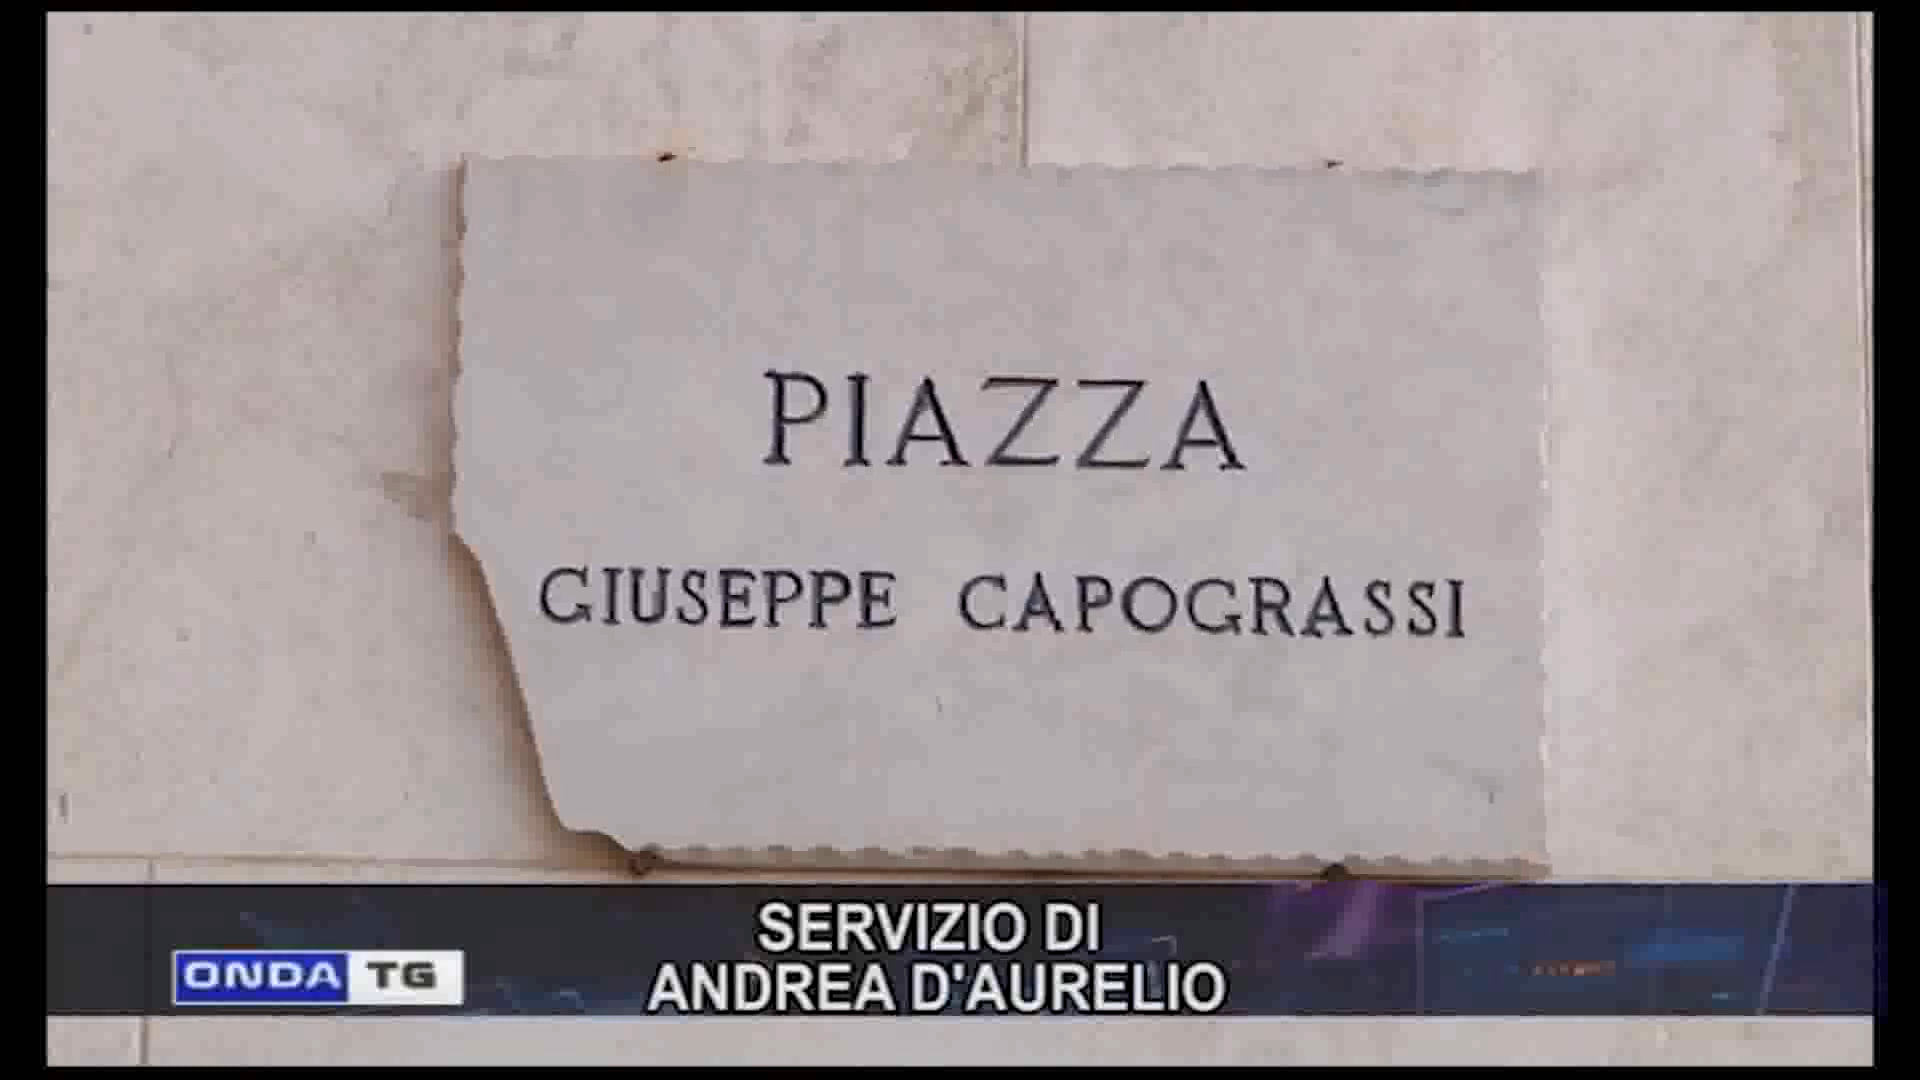 PIAZZA
GIUSEPPE CAPOGRASSI
SERVIZIO DI
ANDREA D'AURELIO
ONDA TG